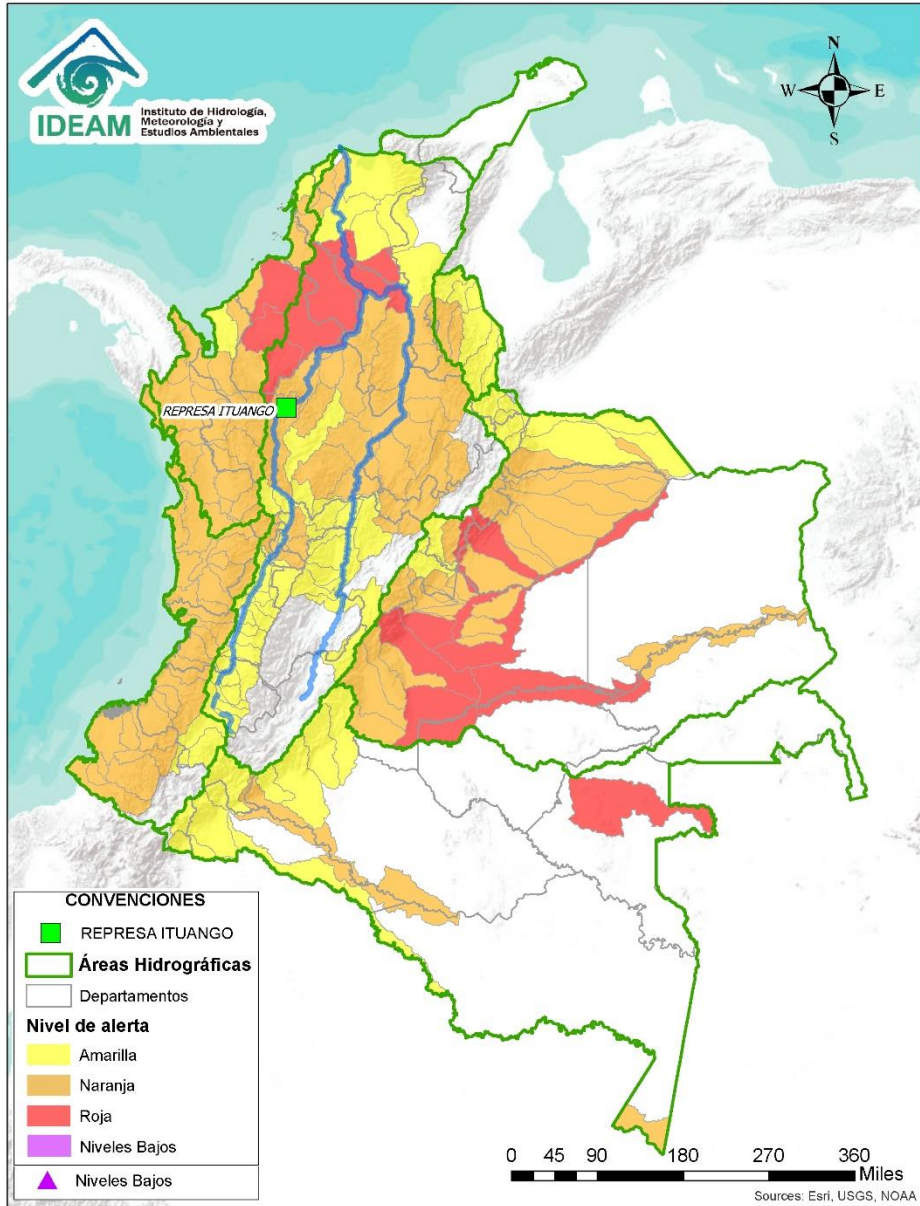 IDEAM
Instituto de Hidrología,
Meteorología y
Estudios Ambientales
N
W
E
S
REPRESA ITUANGO
CONVENCIONES
REPRESA ITUANGO
Áreas Hidrográficas
Departamentos
Nivel de alerta
Amarilla
Naranja
Roja
Niveles Bajos
Niveles Bajos
0 45 90 180 270 360
Miles
Sources: Esri, USGS, NOAA